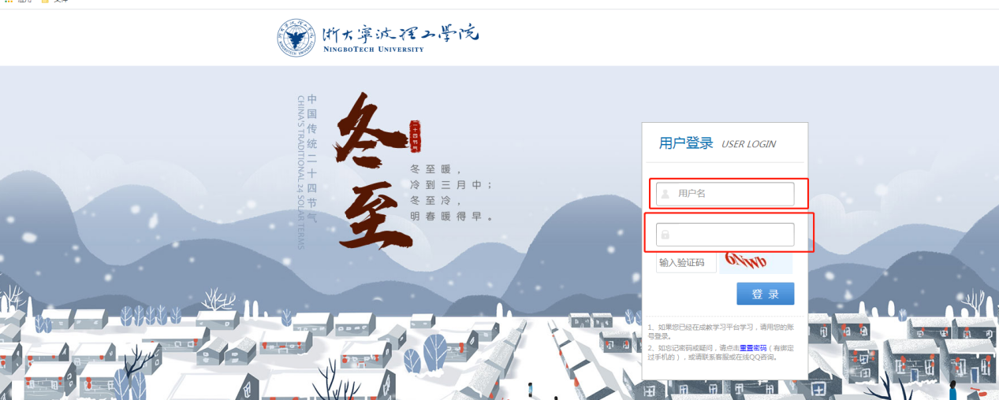 应用
文库
浙大宁波理工学院
NINGBOTECH UNIVERSITY
中国传统二十四节气
CHINA'S TRADITIONAL 24 SOLAR TERMS
冬至
二十四节气
冬至暖，
冷到三月中；
冬至冷，
明春暖得早。
用户登录 USER LOGIN
用户名
输入验证码 6NWb
登 录
1、如果您已经在成教学习平台学习，请用您的账
号登录。
2、如忘记密码或疑问，请点击重置密码（有绑定
过手机的），或请联系客服或在线QQ咨询。